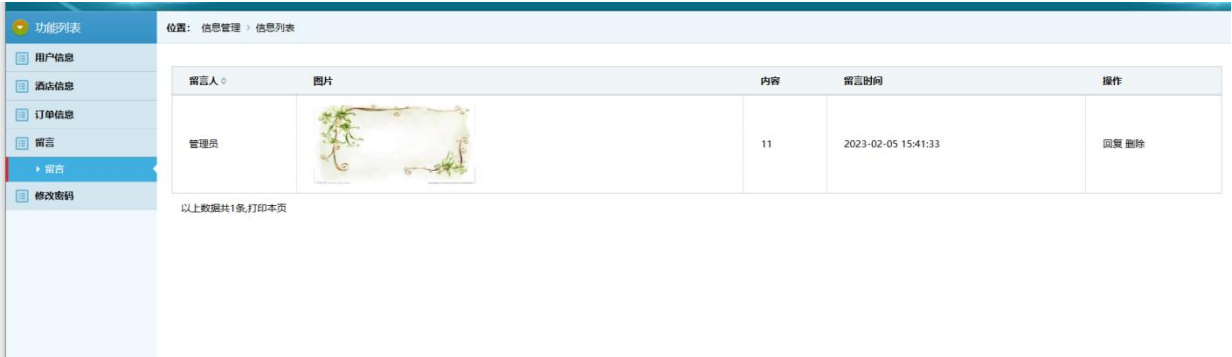 功能列表
位置： 信息管理 › 信息列表
用户信息
酒店信息
订单信息
留言
留言
修改密码
留言人 图片 内容 留言时间 操作
管理员 11 2023-02-05 15:41:33 回复 删除
以上数据共1条,打印本页